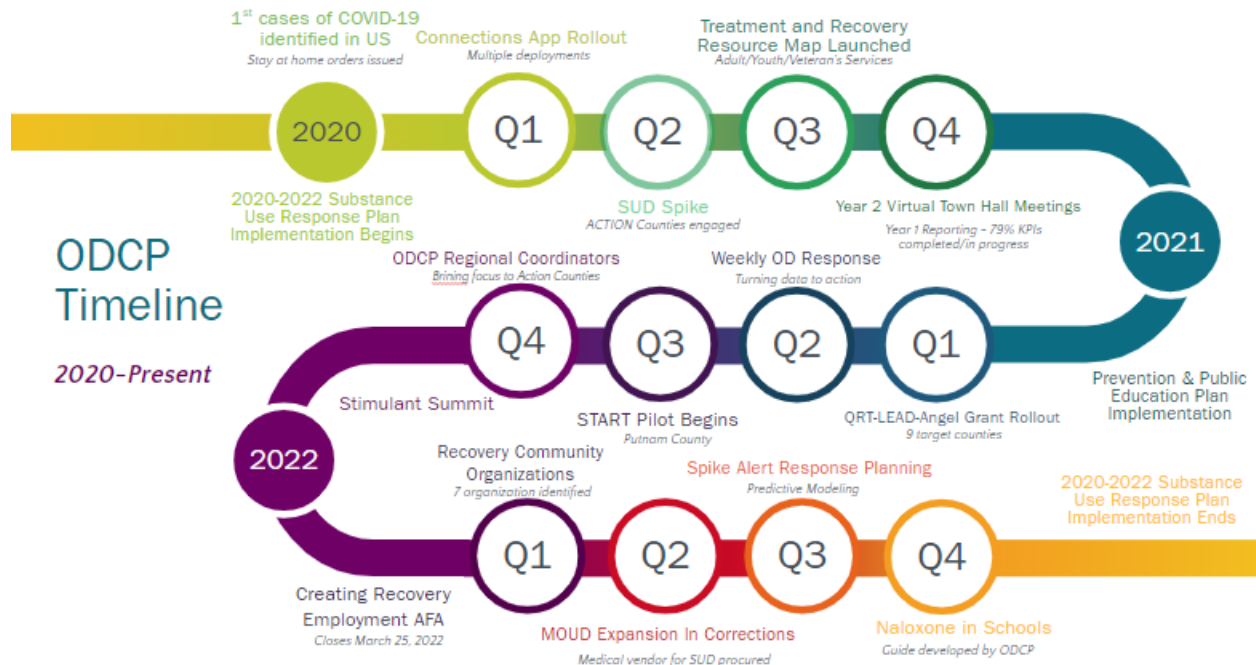 1st cases of COVID-19
identified in US
Stay at home orders issued
Connections App Rollout
Multiple deployments
Treatment and Recovery
Resource Map Launched
Adult/Youth/Veteran's Services
2020
Q1
Q2
Q3
Q4
2020-2022 Substance
Use Response Plan
Implementation Begins
SUD Spike
ACTION Counties engaged
Year 2 Virtual Town Hall Meetings
Year 1 Reporting – 79% KPIs
completed/in progress
2021
ODCP
Timeline
2020–Present
ODCP Regional Coordinators
Brining focus to Action Counties
Weekly OD Response
Turning data to action
Q4
Q3
Q2
Q1
Prevention & Public
Education Plan
Implementation
Stimulant Summit
START Pilot Begins
Putnam County
QRT-LEAD-Angel Grant Rollout
9 target counties
2022
Recovery Community
Organizations
7 organization identified
Spike Alert Response Planning
Predictive Modeling
2020-2022 Substance
Use Response Plan
Implementation Ends
Q1
Q2
Q3
Q4
Creating Recovery
Employment AFA
Closes March 25, 2022
MOUD Expansion In Corrections
Medical vendor for SUD procured
Naloxone in Schools
Guide developed by ODCP